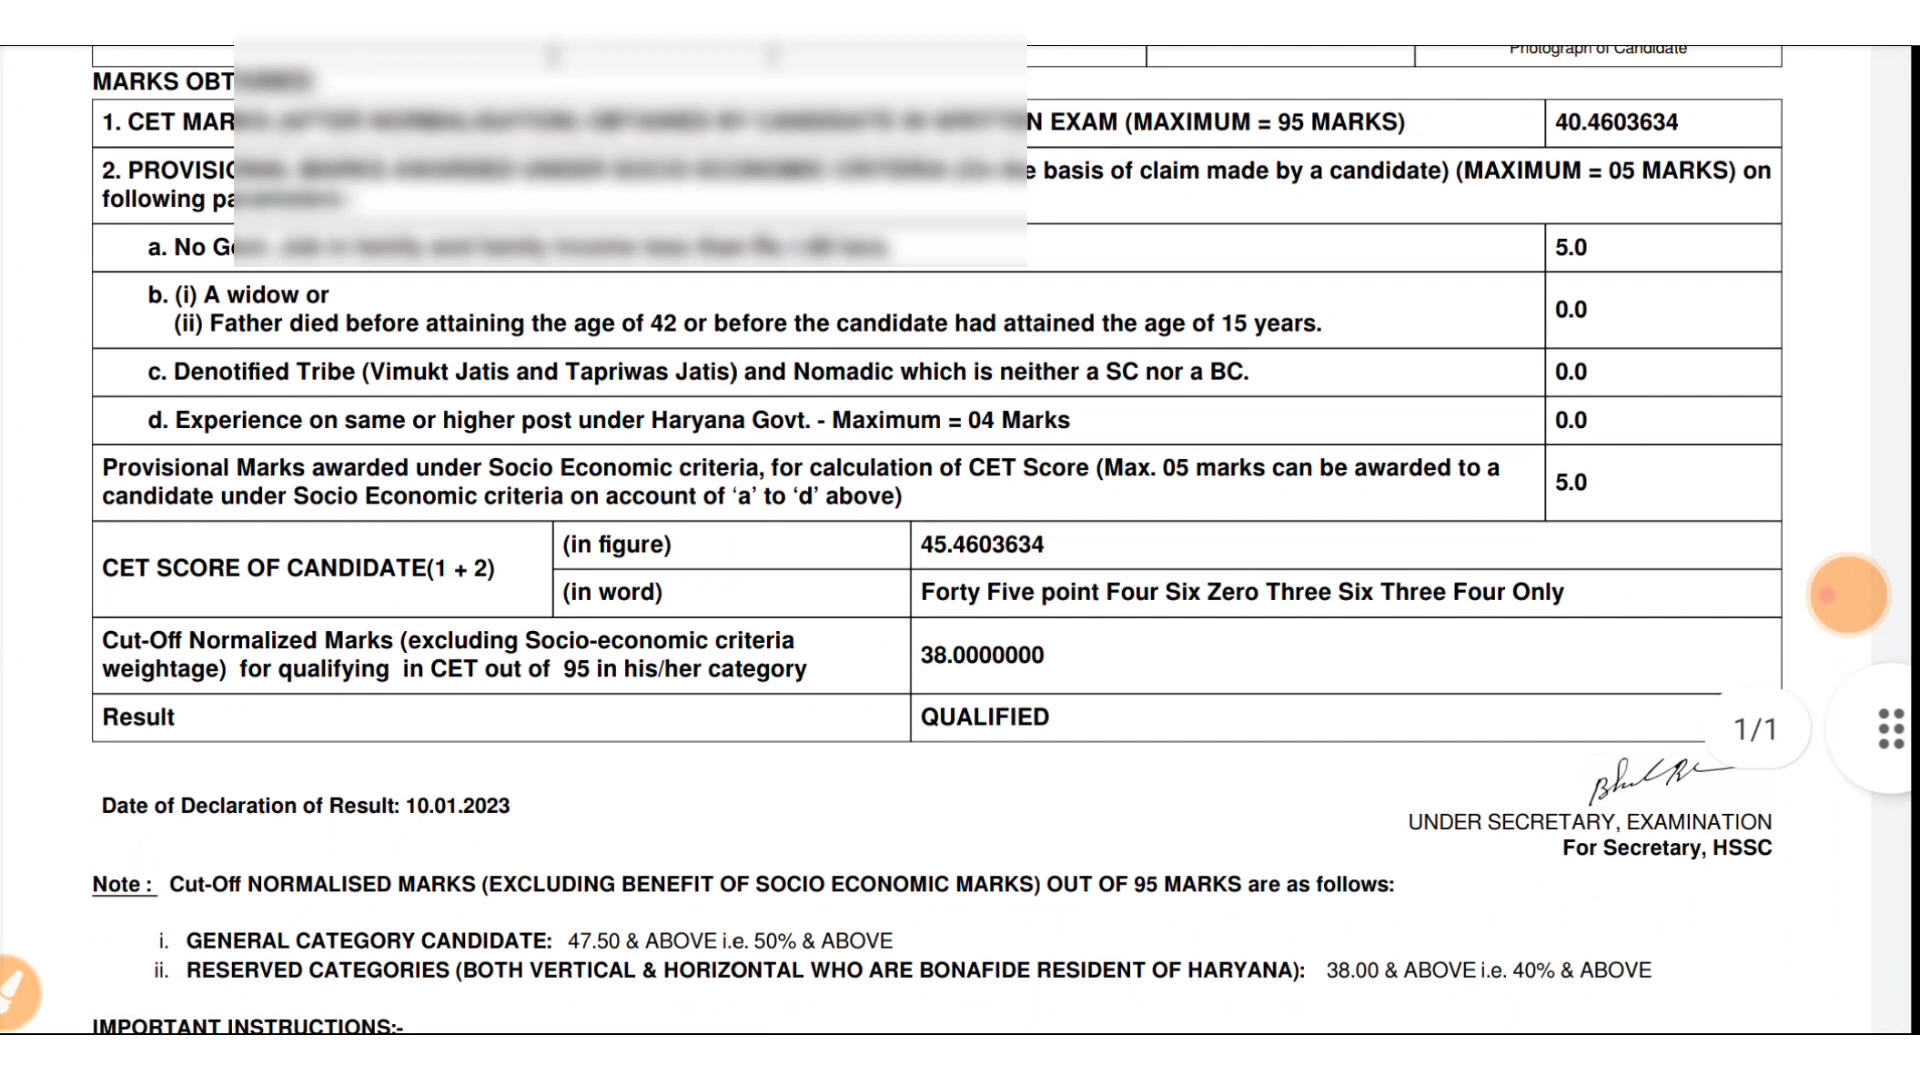 Photograph of Candidate
MARKS OBT
1. CET MAR N EXAM (MAXIMUM = 95 MARKS) 40.4603634
2. PROVISIO e basis of claim made by a candidate) (MAXIMUM = 05 MARKS) on
following pa
a. No Go 5.0
b. (i) A widow or
(ii) Father died before attaining the age of 42 or before the candidate had attained the age of 15 years. 0.0
c. Denotified Tribe (Vimukt Jatis and Tapriwas Jatis) and Nomadic which is neither a SC nor a BC. 0.0
d. Experience on same or higher post under Haryana Govt. - Maximum = 04 Marks 0.0
Provisional Marks awarded under Socio Economic criteria, for calculation of CET Score (Max. 05 marks can be awarded to a
candidate under Socio Economic criteria on account of ‘a’ to ‘d’ above) 5.0
CET SCORE OF CANDIDATE(1 + 2) (in figure) 45.4603634
(in word) Forty Five point Four Six Zero Three Six Three Four Only
Cut-Off Normalized Marks (excluding Socio-economic criteria
weightage) for qualifying in CET out of 95 in his/her category 38.0000000
Result QUALIFIED
1/1
Date of Declaration of Result: 10.01.2023
UNDER SECRETARY, EXAMINATION
For Secretary, HSSC
Note : Cut-Off NORMALISED MARKS (EXCLUDING BENEFIT OF SOCIO ECONOMIC MARKS) OUT OF 95 MARKS are as follows:
i. GENERAL CATEGORY CANDIDATE: 47.50 & ABOVE i.e. 50% & ABOVE
ii. RESERVED CATEGORIES (BOTH VERTICAL & HORIZONTAL WHO ARE BONAFIDE RESIDENT OF HARYANA): 38.00 & ABOVE i.e. 40% & ABOVE
IMPORTANT INSTRUCTIONS:-